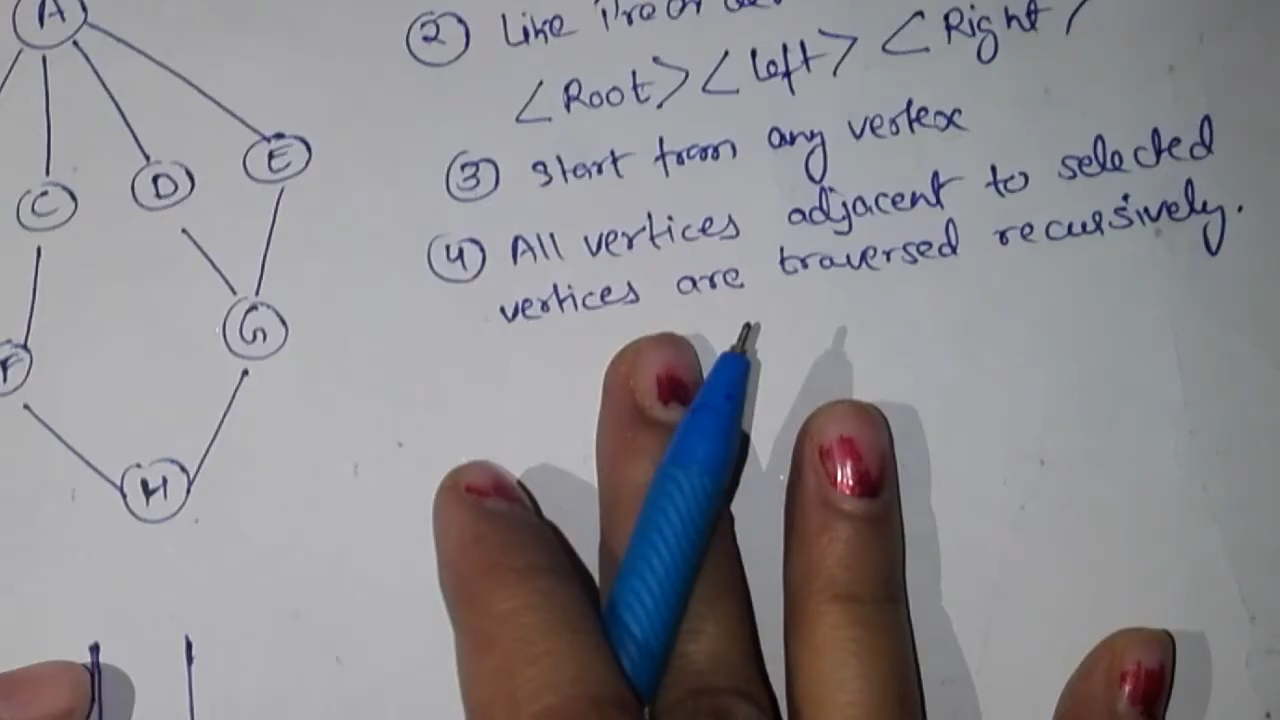 A
② Like Preorder
<Root> <Left> <Right>
③ start from any vertex
④ All vertices adjacent to selected
vertices are traversed recursively.
C
D
E
F
G
H